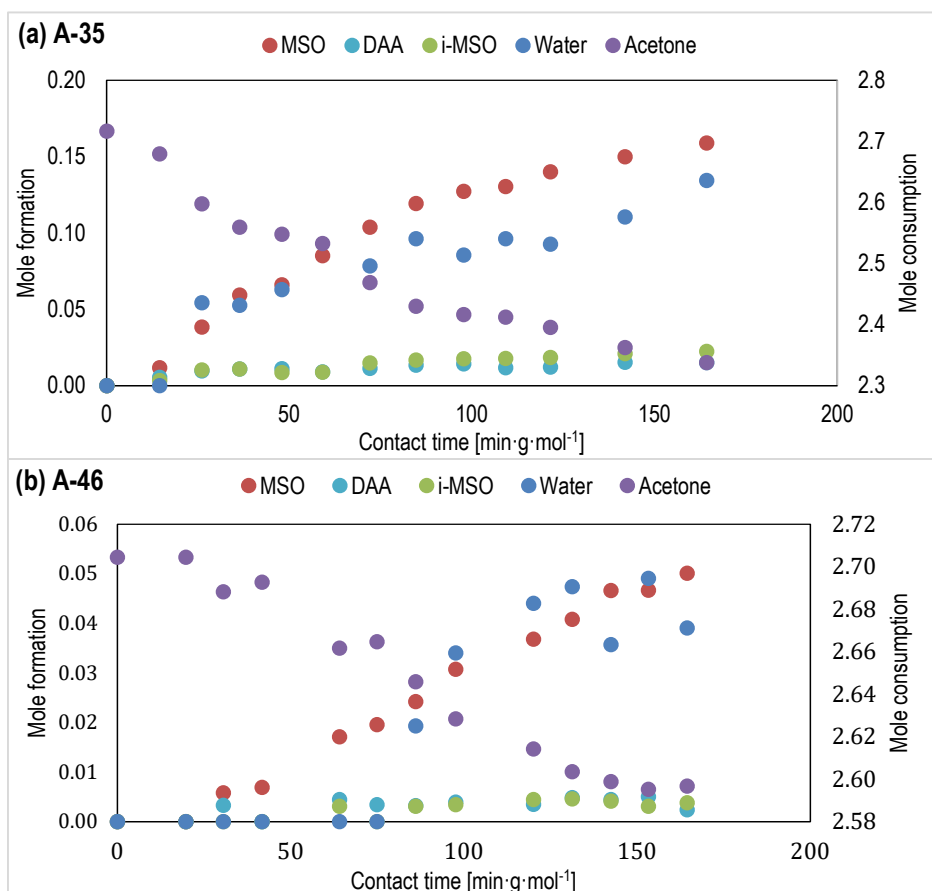 (a) A-35
MSO DAA i-MSO Water Acetone
0.20 2.8
0.15 2.7
2.6
0.10
2.5
0.05
2.4
0.00 2.3
Mole formation
Mole consumption
0 50 100 150 200
Contact time [min·g·mol⁻¹]
(b) A-46
MSO DAA i-MSO Water Acetone
0.06 2.72
0.05 2.70
2.68
0.04
2.66
0.03
2.64
0.02
2.62
0.01 2.60
0.00 2.58
Mole formation
Mole consumption
0 50 100 150 200
Contact time [min·g·mol⁻¹]